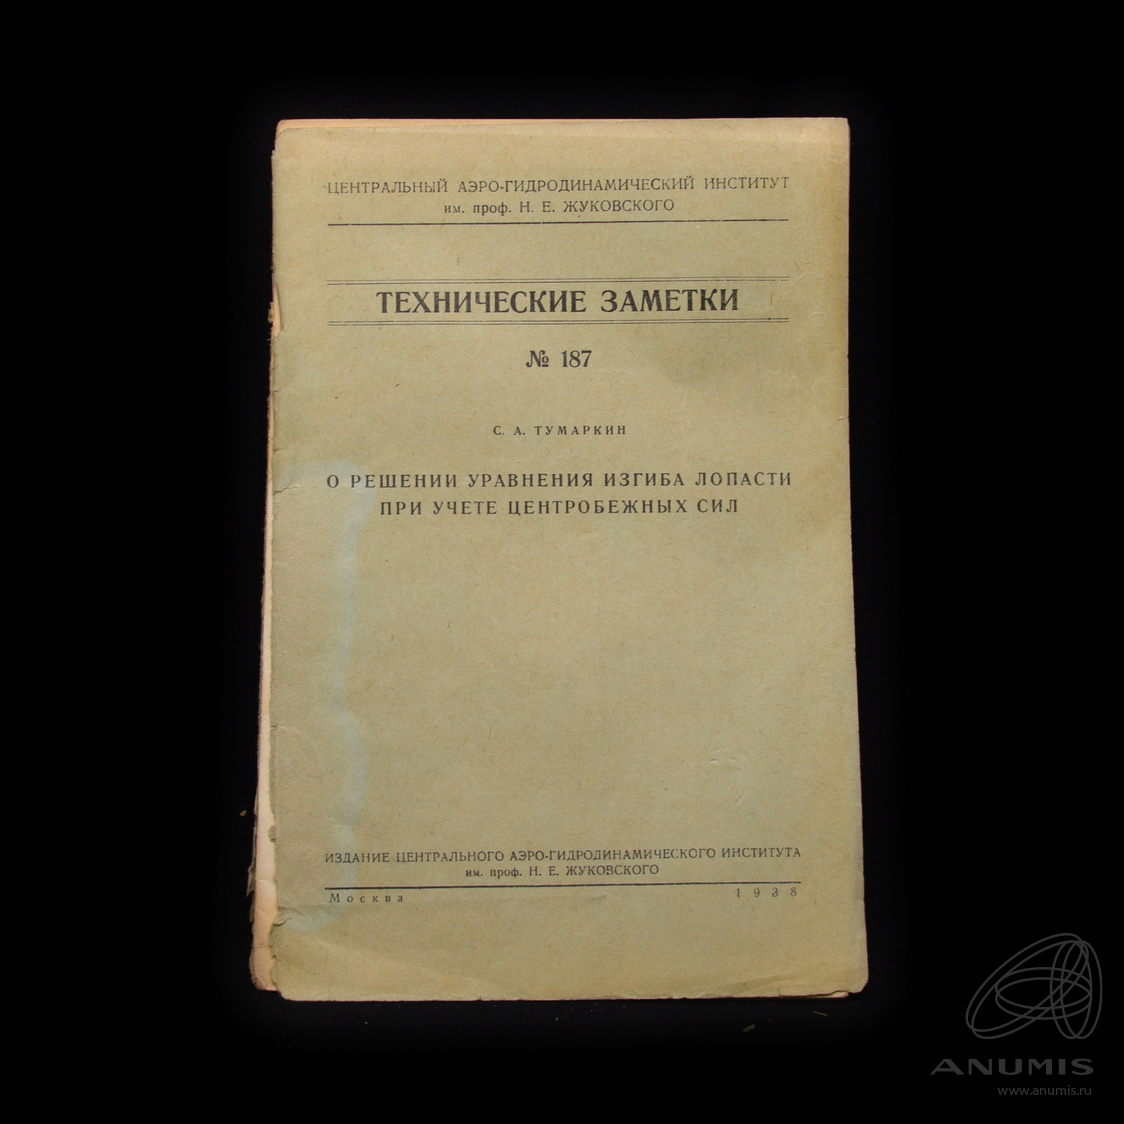 ЦЕНТРАЛЬНЫЙ АЭРО-ГИДРОДИНАМИЧЕСКИЙ ИНСТИТУТ
им. проф. Н. Е. ЖУКОВСКОГО
ТЕХНИЧЕСКИЕ ЗАМЕТКИ
№ 187
С. А. ТУМАРКИН
О РЕШЕНИИ УРАВНЕНИЯ ИЗГИБА ЛОПАСТИ
ПРИ УЧЕТЕ ЦЕНТРОБЕЖНЫХ СИЛ
ИЗДАНИЕ ЦЕНТРАЛЬНОГО АЭРО-ГИДРОДИНАМИЧЕСКОГО ИНСТИТУТА
им. проф. Н. Е. ЖУКОВСКОГО
Москва 1938
ANUMIS
www.anumis.ru